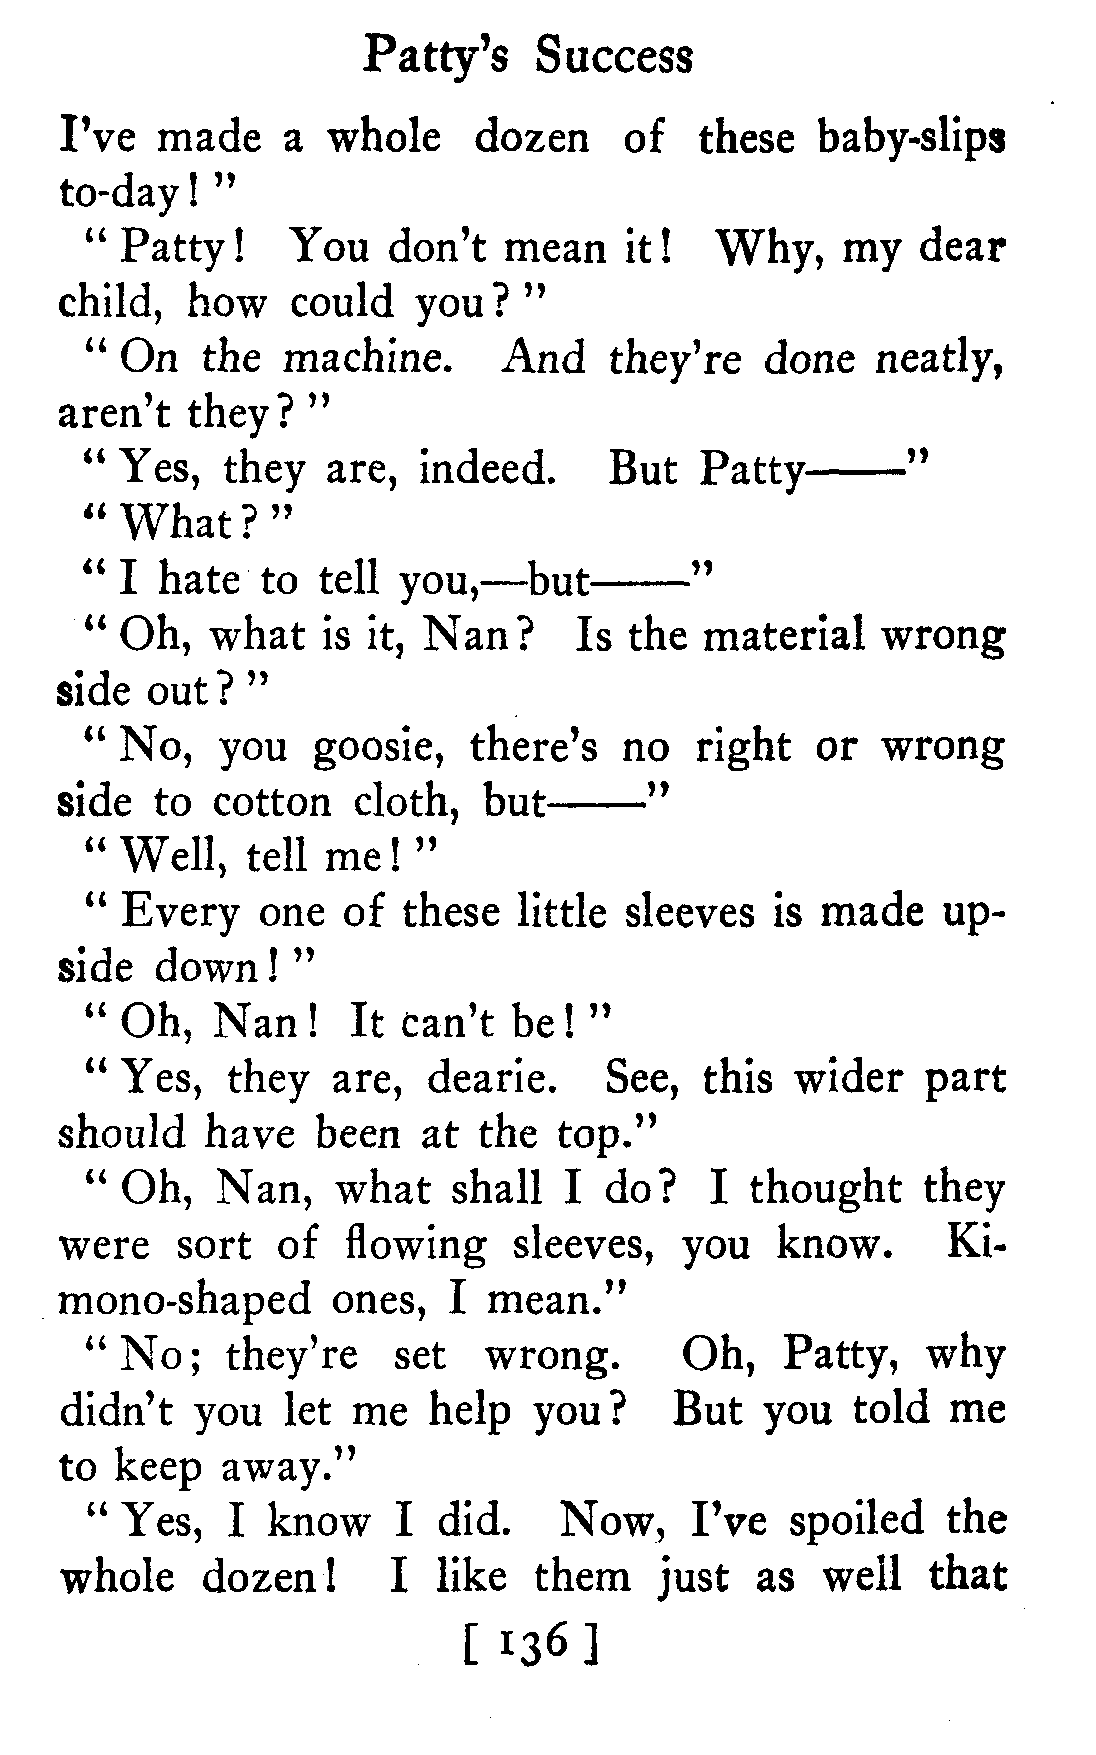 Patty's Success
I've made a whole dozen of these baby-slips
to-day!"
"Patty! You don't mean it! Why, my dear
child, how could you?"
"On the machine. And they're done neatly,
aren't they?"
"Yes, they are, indeed. But Patty——"
"What?"
"I hate to tell you,—but——"
"Oh, what is it, Nan? Is the material wrong
side out?"
"No, you goosie, there's no right or wrong
side to cotton cloth, but——"
"Well, tell me!"
"Every one of these little sleeves is made up-
side down!"
"Oh, Nan! It can't be!"
"Yes, they are, dearie. See, this wider part
should have been at the top."
"Oh, Nan, what shall I do? I thought they
were sort of flowing sleeves, you know. Ki-
mono-shaped ones, I mean."
"No; they're set wrong. Oh, Patty, why
didn't you let me help you? But you told me
to keep away."
"Yes, I know I did. Now, I've spoiled the
whole dozen! I like them just as well that
[ 136 ]